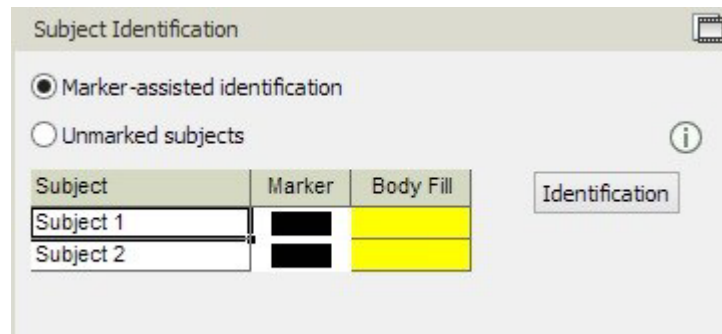 Subject Identification
Marker-assisted identification
Unmarked subjects
Subject Marker Body Fill Identification
Subject 1
Subject 2